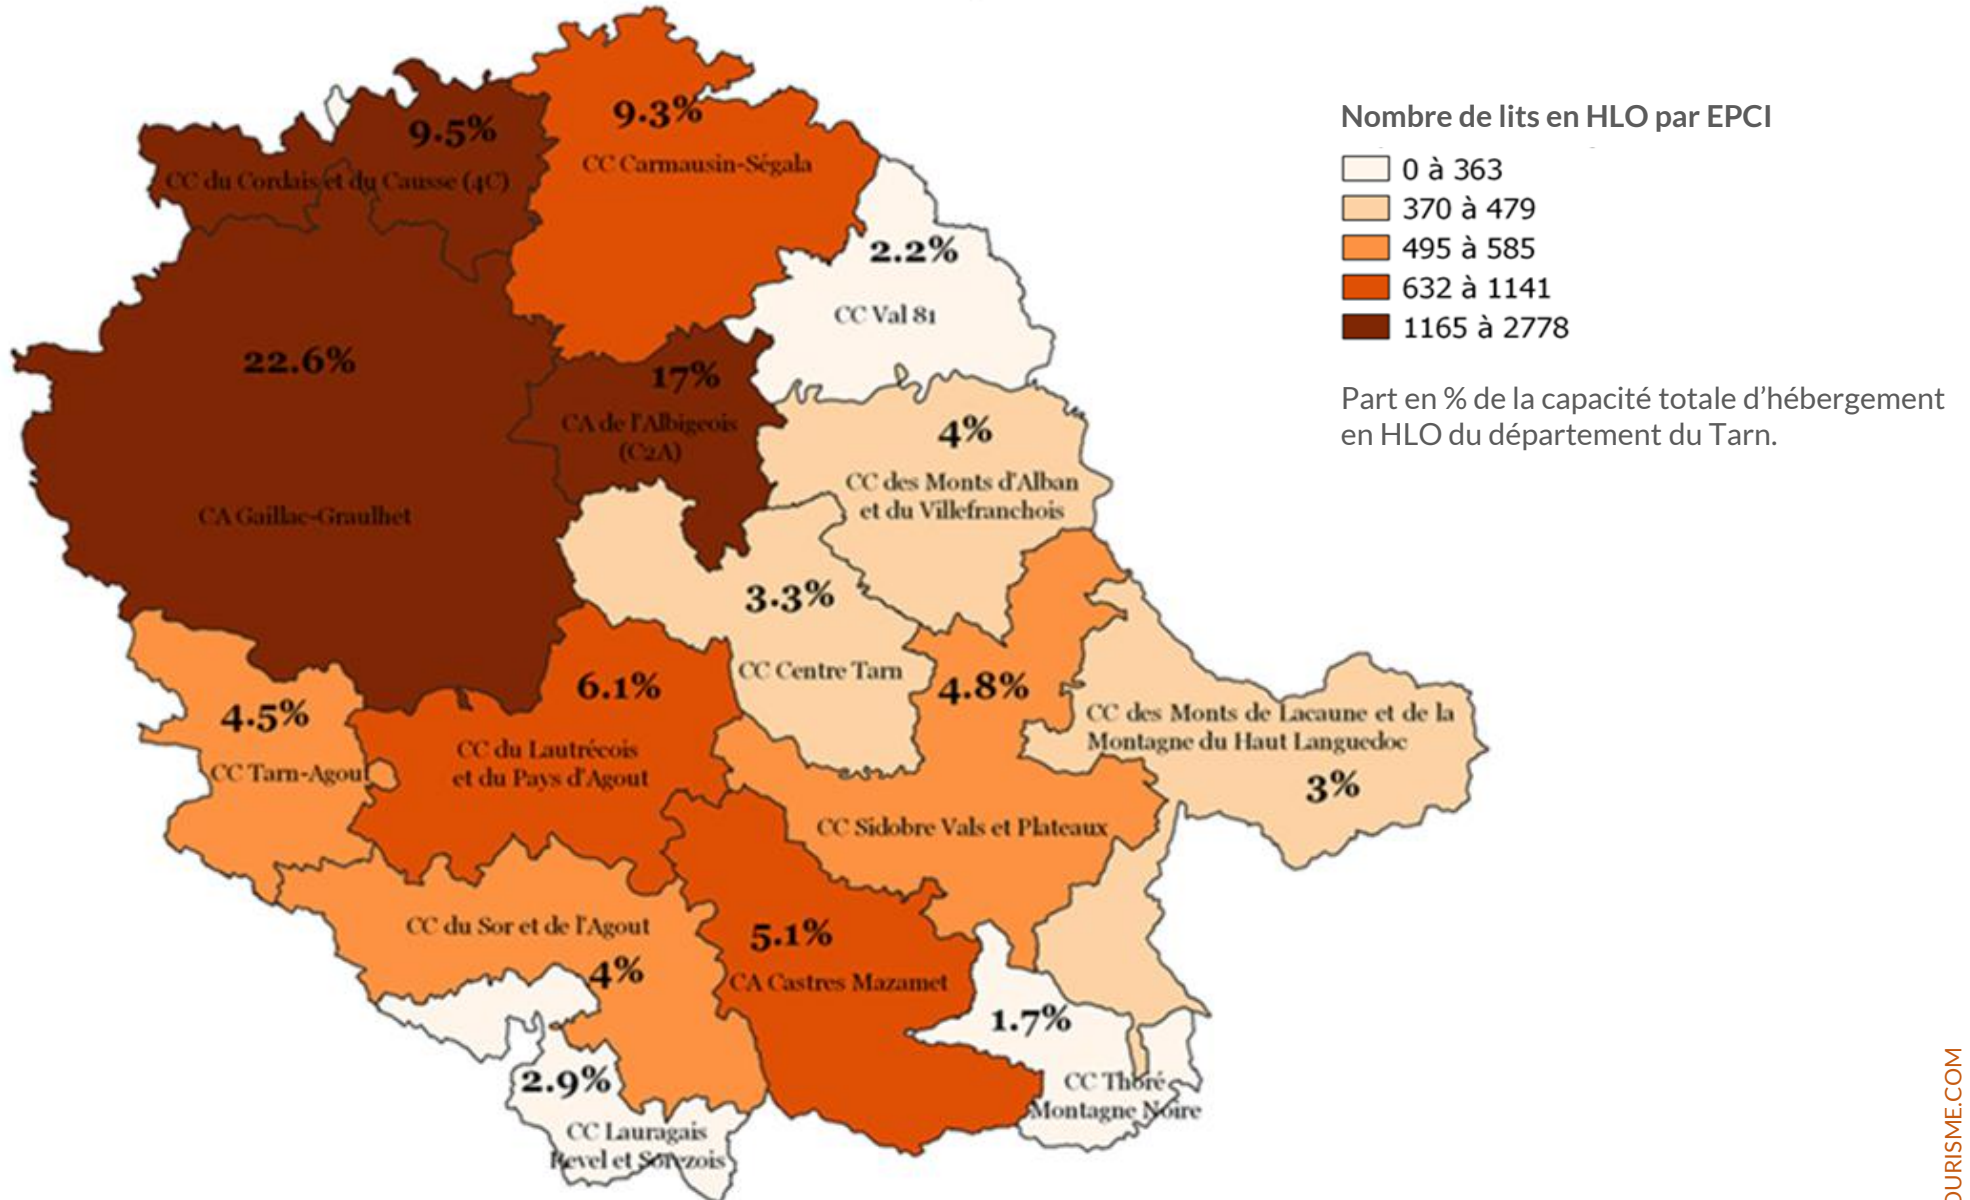 9.5%
CC du Cordais et du Causse (4C)
9.3%
CC Carmausin-Ségala
2.2%
CC Val 81
22.6%
CA Gaillac-Graulhet
17%
CA de l'Albigeois
(C2A)
4%
CC des Monts d'Alban
et du Villefranchois
3.3%
CC Centre Tarn
4.5%
CC Tarn-Agout
6.1%
CC du Lautrécois
et du Pays d'Agout
4.8%
CC Sidobre Vals et Plateaux
CC des Monts de Lacaune et de la
Montagne du Haut Languedoc
3%
CC du Sor et de l'Agout
4%
5.1%
CA Castres Mazamet
1.7%
CC Thoré
Montagne Noire
2.9%
CC Lauragais
Revel et Sorezois
Nombre de lits en HLO par EPCI
0 à 363
370 à 479
495 à 585
632 à 1141
1165 à 2778
Part en % de la capacité totale d'hébergement
en HLO du département du Tarn.
OURISME.COM